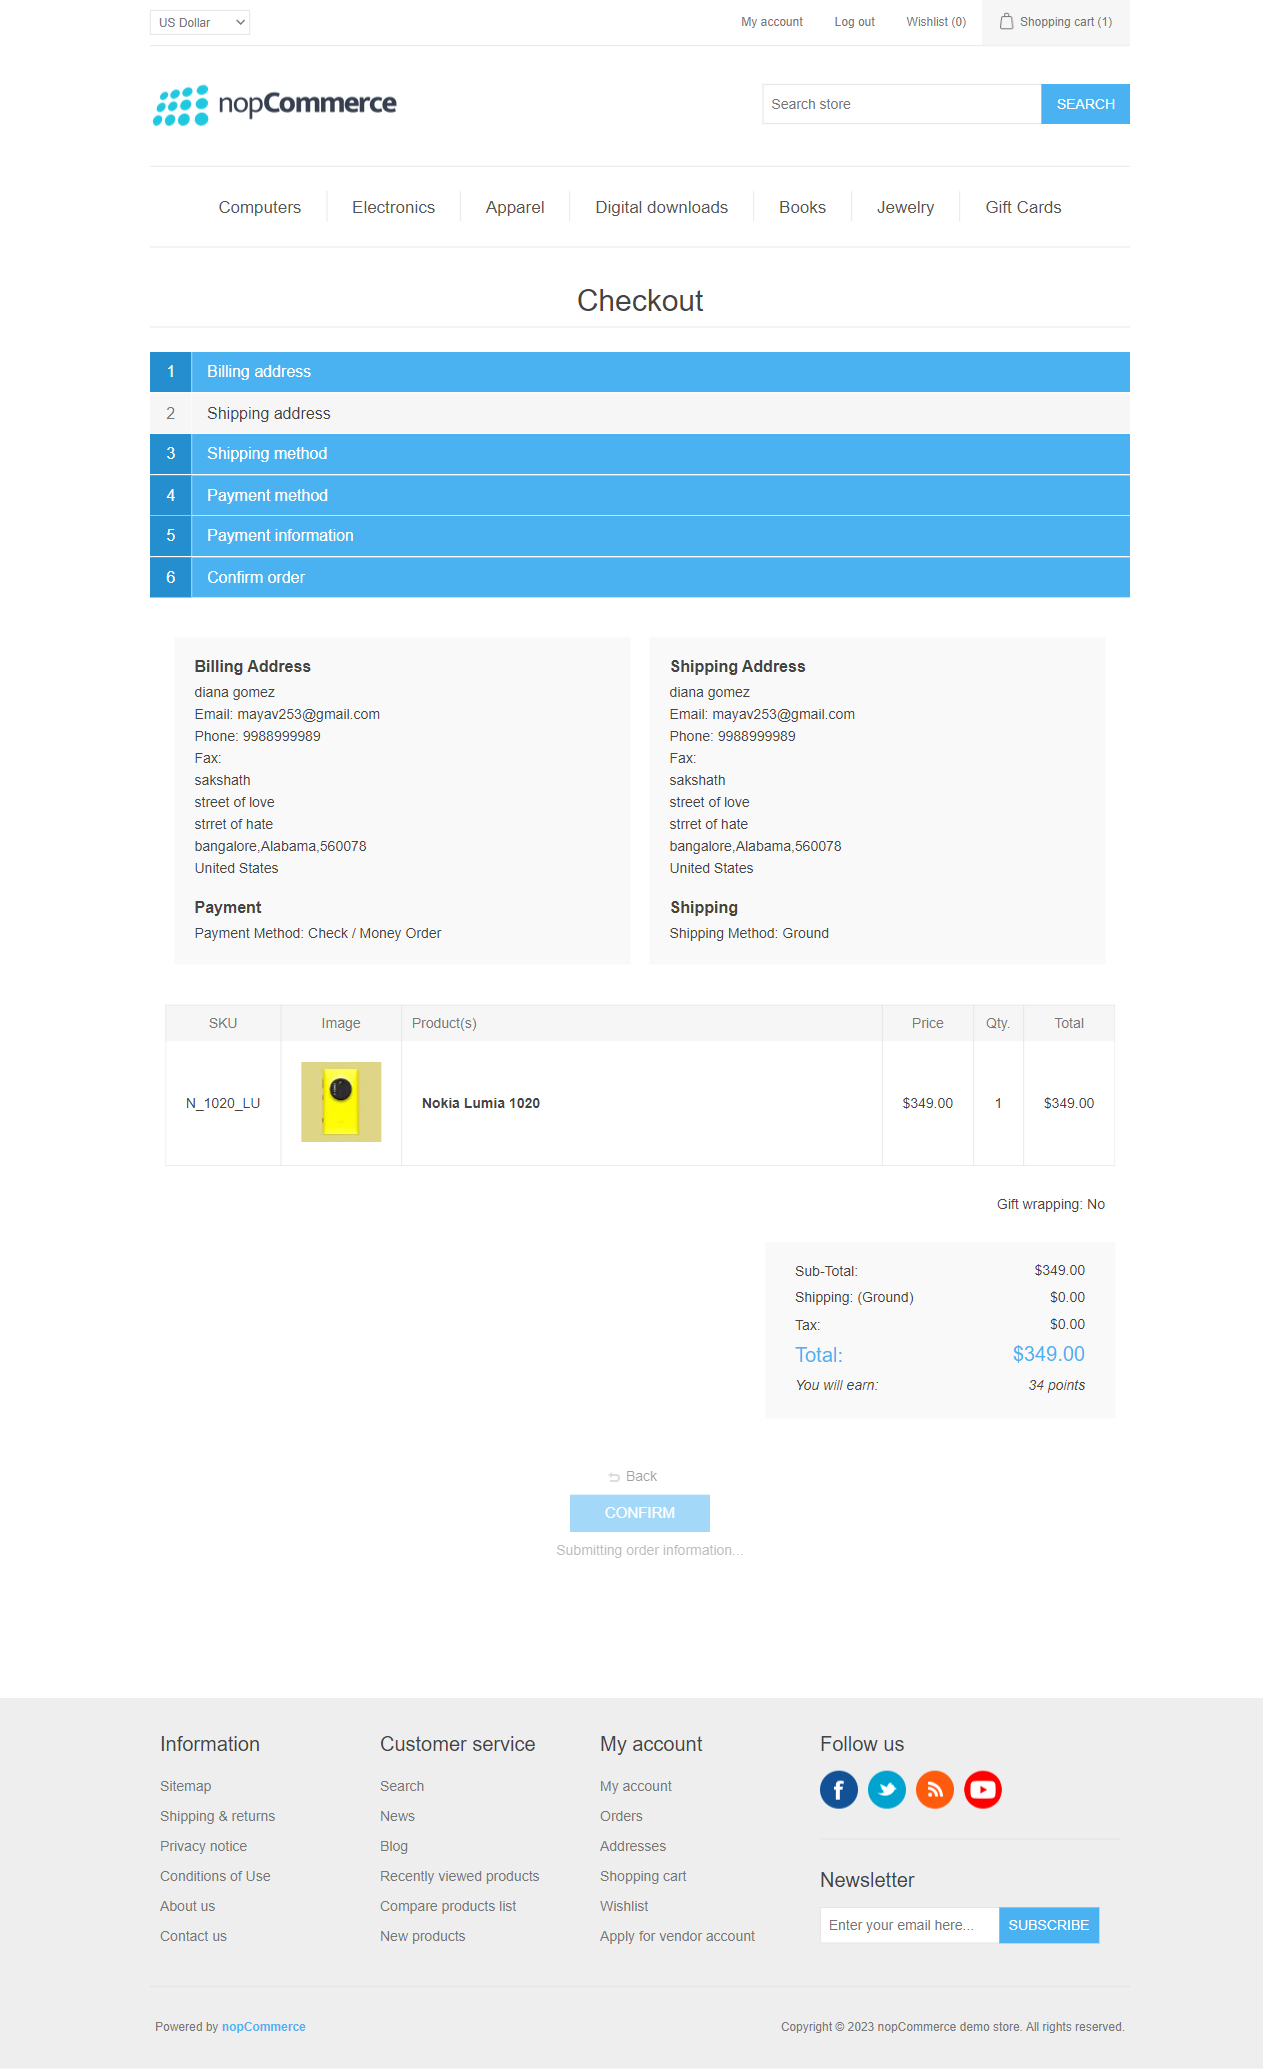 US Dollar
My account
Log out
Wishlist (0)
Shopping cart (1)
nopCommerce
Search store
SEARCH
Computers
Electronics
Apparel
Digital downloads
Books
Jewelry
Gift Cards
Checkout
1 Billing address
2 Shipping address
3 Shipping method
4 Payment method
5 Payment information
6 Confirm order
Billing Address
diana gomez
Email: mayav253@gmail.com
Phone: 9988999989
Fax:
sakshath
street of love
strret of hate
bangalore,Alabama,560078
United States
Payment
Payment Method: Check / Money Order
Shipping Address
diana gomez
Email: mayav253@gmail.com
Phone: 9988999989
Fax:
sakshath
street of love
strret of hate
bangalore,Alabama,560078
United States
Shipping
Shipping Method: Ground
SKU Image Product(s) Price Qty. Total
N_1020_LU Nokia Lumia 1020 $349.00 1 $349.00
Gift wrapping: No
Sub-Total: $349.00
Shipping: (Ground) $0.00
Tax: $0.00
Total: $349.00
You will earn: 34 points
Back
CONFIRM
Submitting order information...
Information
Sitemap
Shipping & returns
Privacy notice
Conditions of Use
About us
Contact us
Customer service
Search
News
Blog
Recently viewed products
Compare products list
New products
My account
My account
Orders
Addresses
Shopping cart
Wishlist
Apply for vendor account
Follow us
Newsletter
Enter your email here...
SUBSCRIBE
Powered by nopCommerce
Copyright © 2023 nopCommerce demo store. All rights reserved.